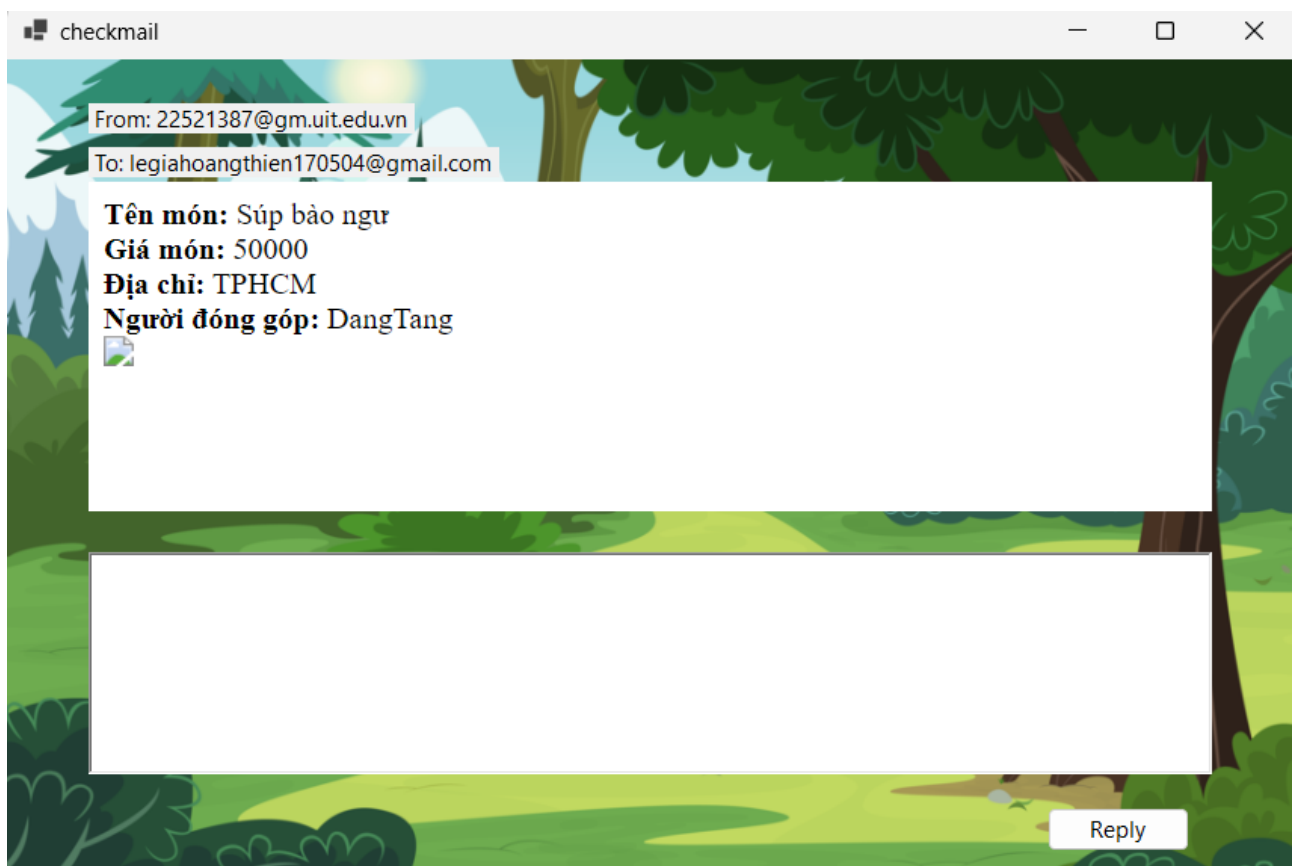 checkmail
From: 22521387@gm.uit.edu.vn
To: legiahoangthien170504@gmail.com
Tên món: Súp bào ngư
Giá món: 50000
Địa chỉ: TPHCM
Người đóng góp: DangTang
Reply